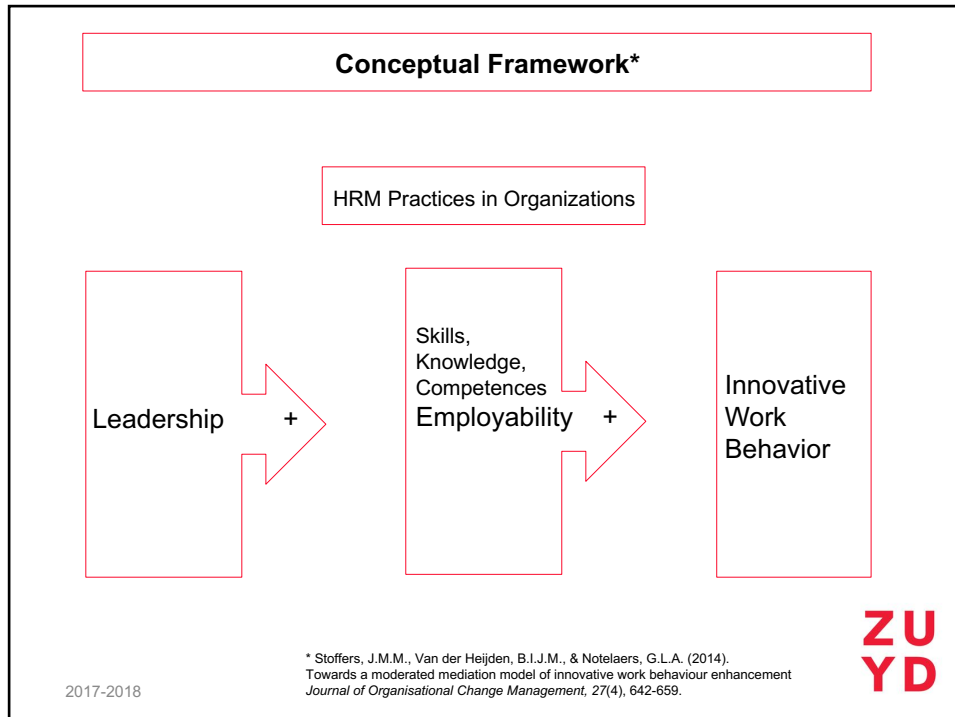 Conceptual Framework*
HRM Practices in Organizations
Leadership
+
Skills,
Knowledge,
Competences
Employability
+
Innovative
Work
Behavior
* Stoffers, J.M.M., Van der Heijden, B.I.J.M., & Notelaers, G.L.A. (2014).
Towards a moderated mediation model of innovative work behaviour enhancement
Journal of Organisational Change Management, 27(4), 642-659.
2017-2018
ZU
YD